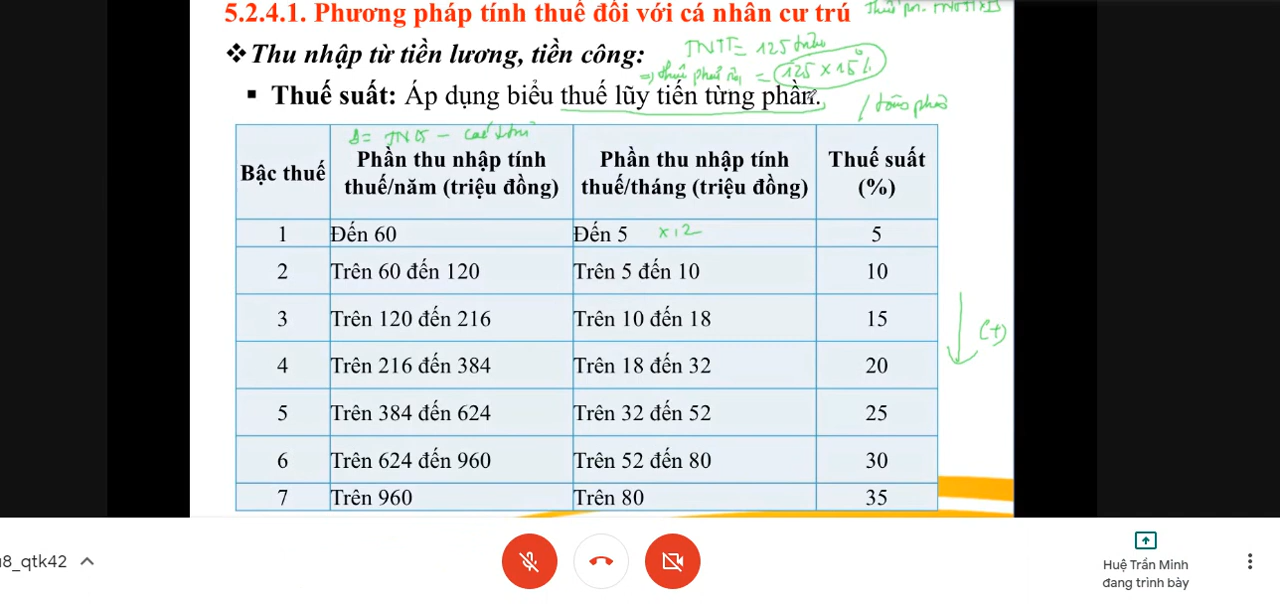 5.2.4.1. Phương pháp tính thuế đối với cá nhân cư trú
❖Thu nhập từ tiền lương, tiền công:
TNTT = 125 triệu
= 125 x 15%
▪ Thuế suất: Áp dụng biểu thuế lũy tiến từng phần.
Bậc thuế | Phần thu nhập tính thuế/năm (triệu đồng) | Phần thu nhập tính thuế/tháng (triệu đồng) | Thuế suất (%)
1 | Đến 60 | Đến 5 x12 | 5
2 | Trên 60 đến 120 | Trên 5 đến 10 | 10
3 | Trên 120 đến 216 | Trên 10 đến 18 | 15
4 | Trên 216 đến 384 | Trên 18 đến 32 | 20
(+)
5 | Trên 384 đến 624 | Trên 32 đến 52 | 25
6 | Trên 624 đến 960 | Trên 52 đến 80 | 30
7 | Trên 960 | Trên 80 | 35
8_qtk42
Huệ Trần Minh
đang trình bày